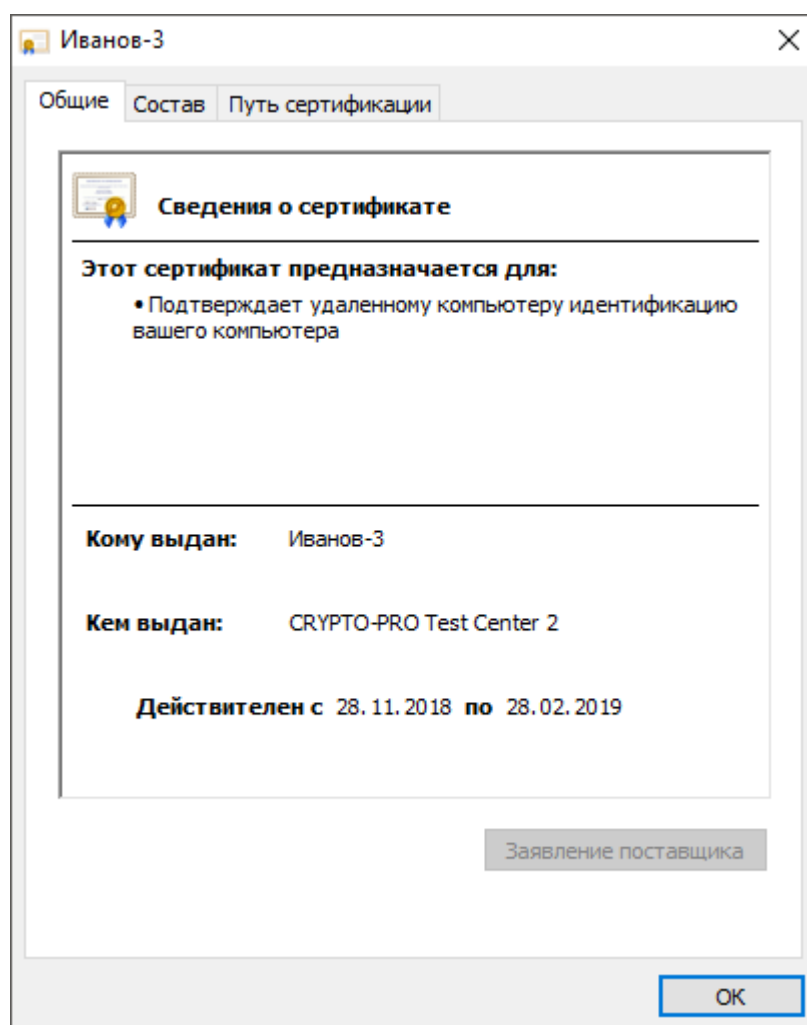 Иванов-3
Общие Состав Путь сертификации
Сведения о сертификате
Этот сертификат предназначается для:
• Подтверждает удаленному компьютеру идентификацию
вашего компьютера
Кому выдан: Иванов-3
Кем выдан: CRYPTO-PRO Test Center 2
Действителен с 28.11.2018 по 28.02.2019
Заявление поставщика
ОК